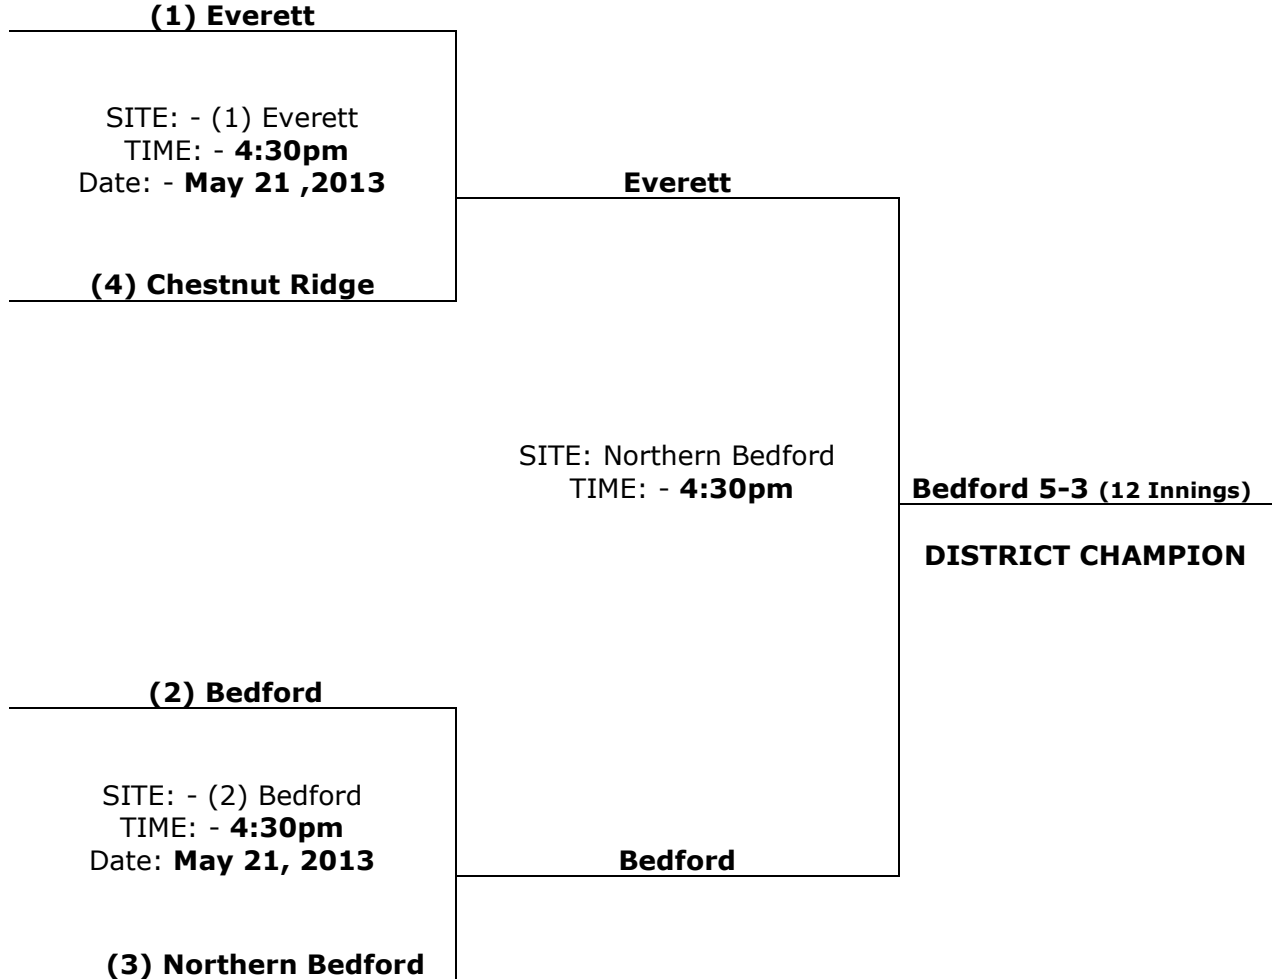 (1) Everett
SITE: - (1) Everett
TIME: - 4:30pm
Date: - May 21 ,2013
Everett
(4) Chestnut Ridge
SITE: Northern Bedford
TIME: - 4:30pm
Bedford 5-3 (12 Innings)
DISTRICT CHAMPION
(2) Bedford
SITE: - (2) Bedford
TIME: - 4:30pm
Date: May 21, 2013
Bedford
(3) Northern Bedford